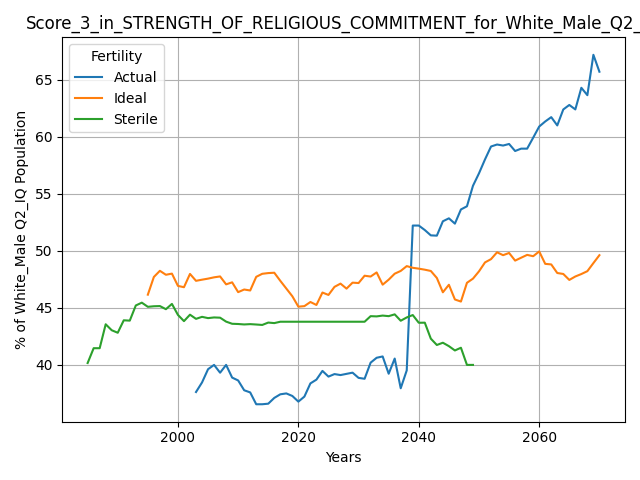 Score_3_in_STRENGTH_OF_RELIGIOUS_COMMITMENT_for_White_Male_Q2_
Fertility
Actual
Ideal
Sterile
% of White_Male Q2_IQ Population
65
60
55
50
45
40
2000
2020
2040
2060
Years